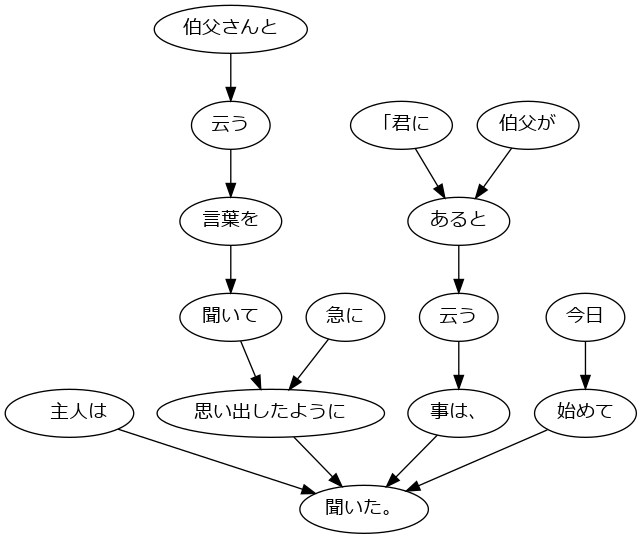 伯父さんと
云う 「君に 伯父が
言葉を あると
聞いて 急に 云う 今日
主人は 思い出したように 事は、 始めて
聞いた。